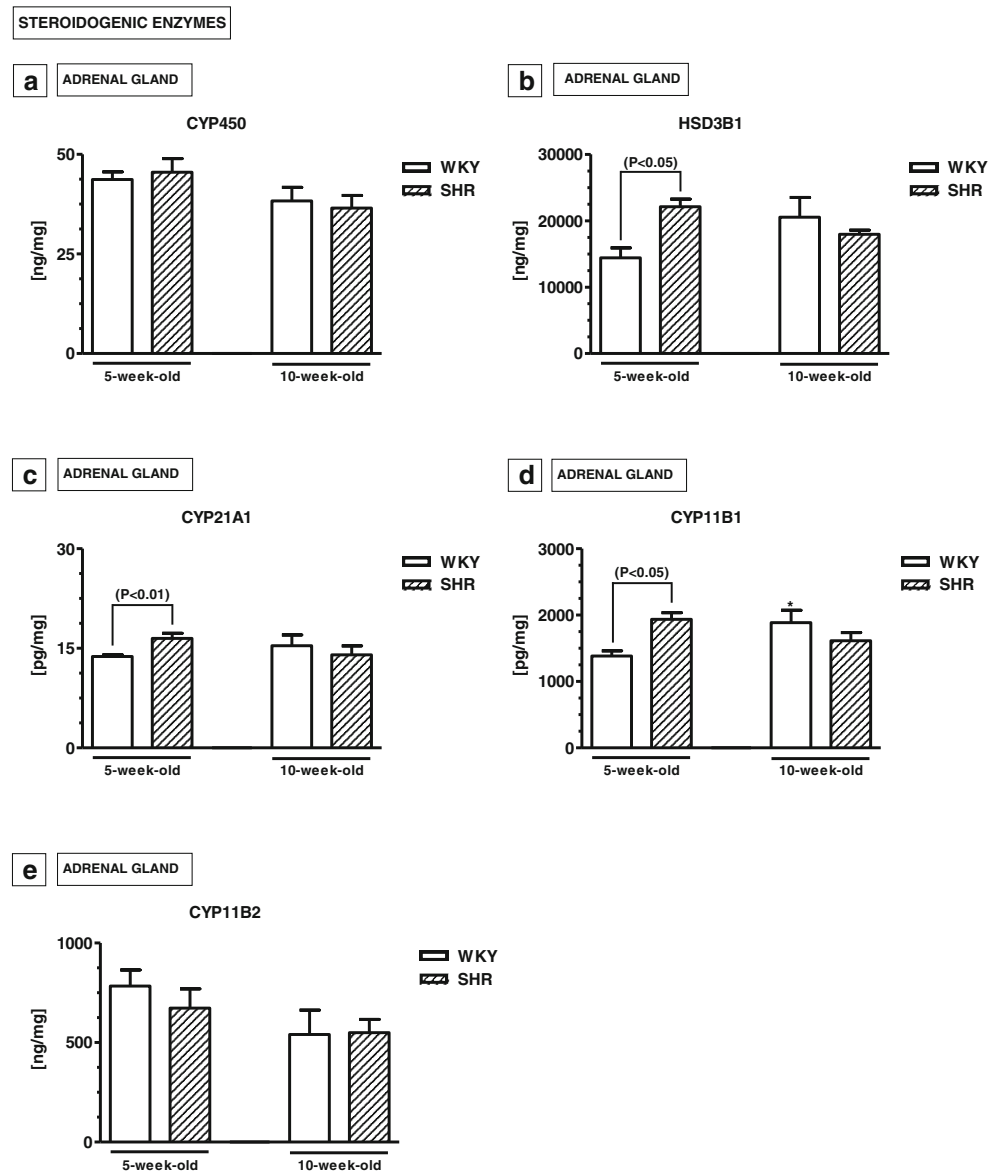 STEROIDOGENIC ENZYMES
a ADRENAL GLAND
CYP450
50
25
0
[ng/mg]
WKY
SHR
5-week-old 10-week-old
b ADRENAL GLAND
HSD3B1
30000
20000
10000
0
[ng/mg]
(P<0.05)
WKY
SHR
5-week-old 10-week-old
c ADRENAL GLAND
CYP21A1
30
15
0
[pg/mg]
(P<0.01)
WKY
SHR
5-week-old 10-week-old
d ADRENAL GLAND
CYP11B1
3000
2000
1000
0
[pg/mg]
(P<0.05)
*
WKY
SHR
5-week-old 10-week-old
e ADRENAL GLAND
CYP11B2
1000
500
0
[ng/mg]
WKY
SHR
5-week-old 10-week-old